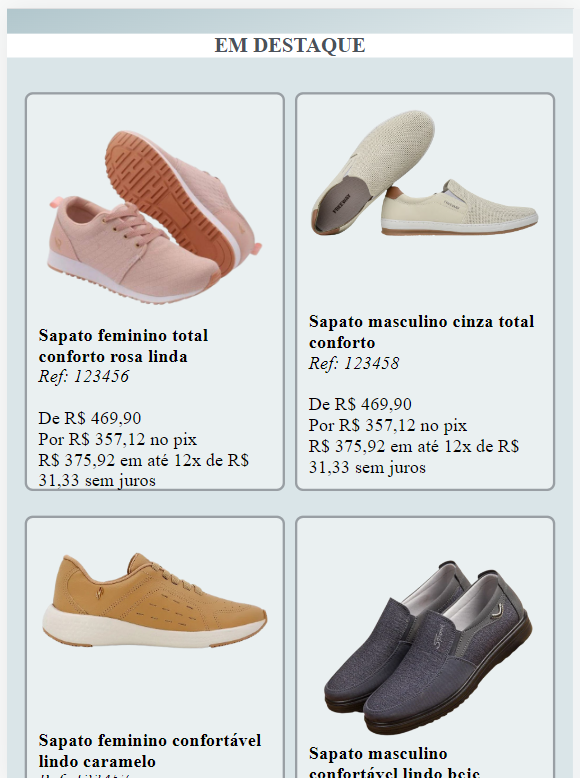 EM DESTAQUE
Sapato feminino total
conforto rosa linda
Ref: 123456
De R$ 469,90
Por R$ 357,12 no pix
R$ 375,92 em até 12x de R$
31,33 sem juros
Sapato masculino cinza total
conforto
Ref: 123458
De R$ 469,90
Por R$ 357,12 no pix
R$ 375,92 em até 12x de R$
31,33 sem juros
Sapato feminino confortável
lindo caramelo
Sapato masculino
confortável lindo beje